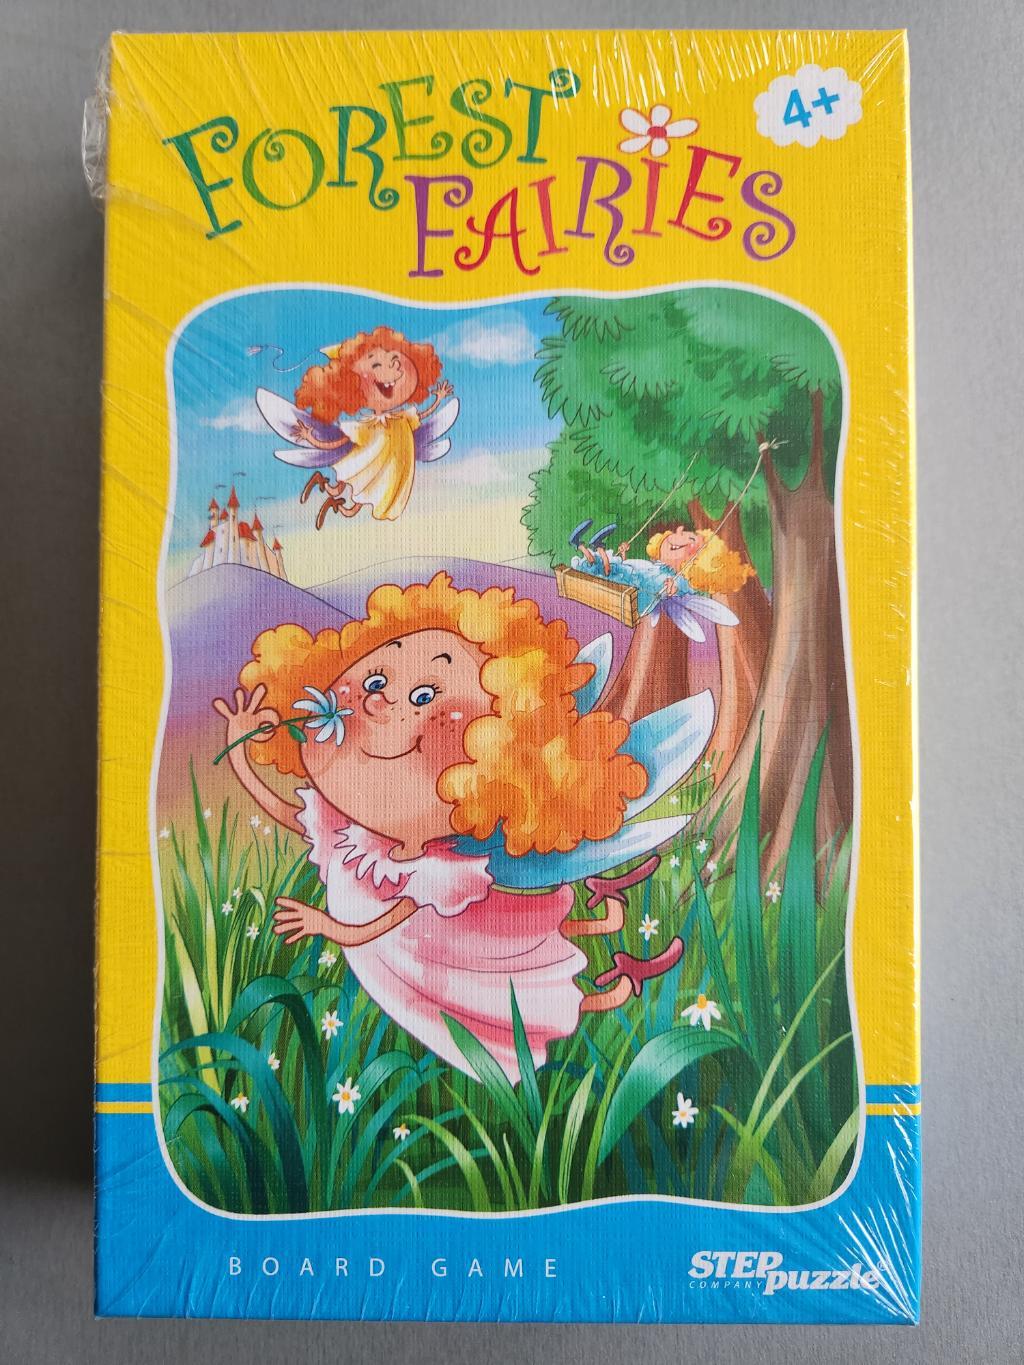 FOREST
4+
FAIRIES
BOARD GAME
STEP
COMPANY puzzle®